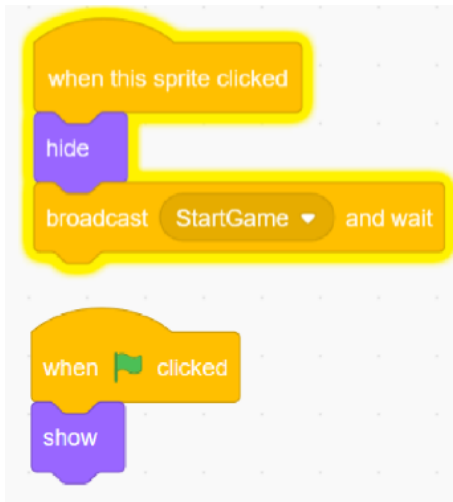 when this sprite clicked
hide
broadcast StartGame and wait
when clicked
show